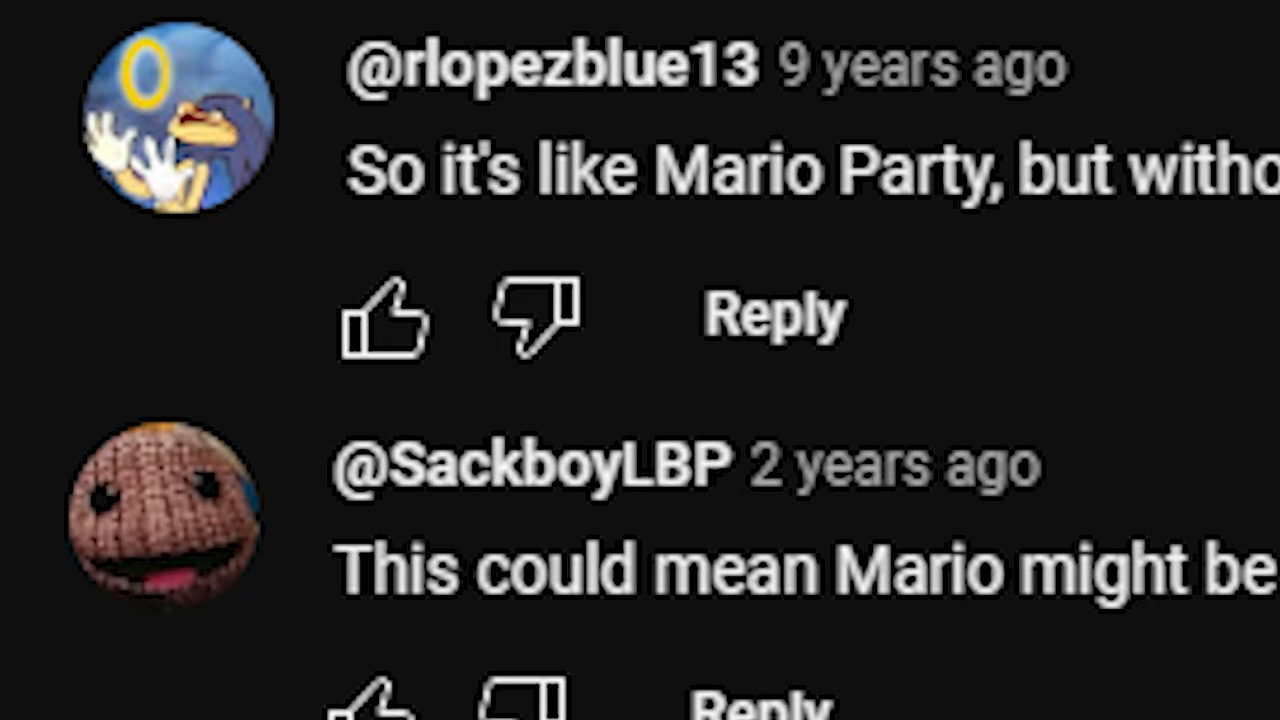 @rlopezblue13 9 years ago
So it's like Mario Party, but witho
Reply
@SackboyLBP 2 years ago
This could mean Mario might be
Reply